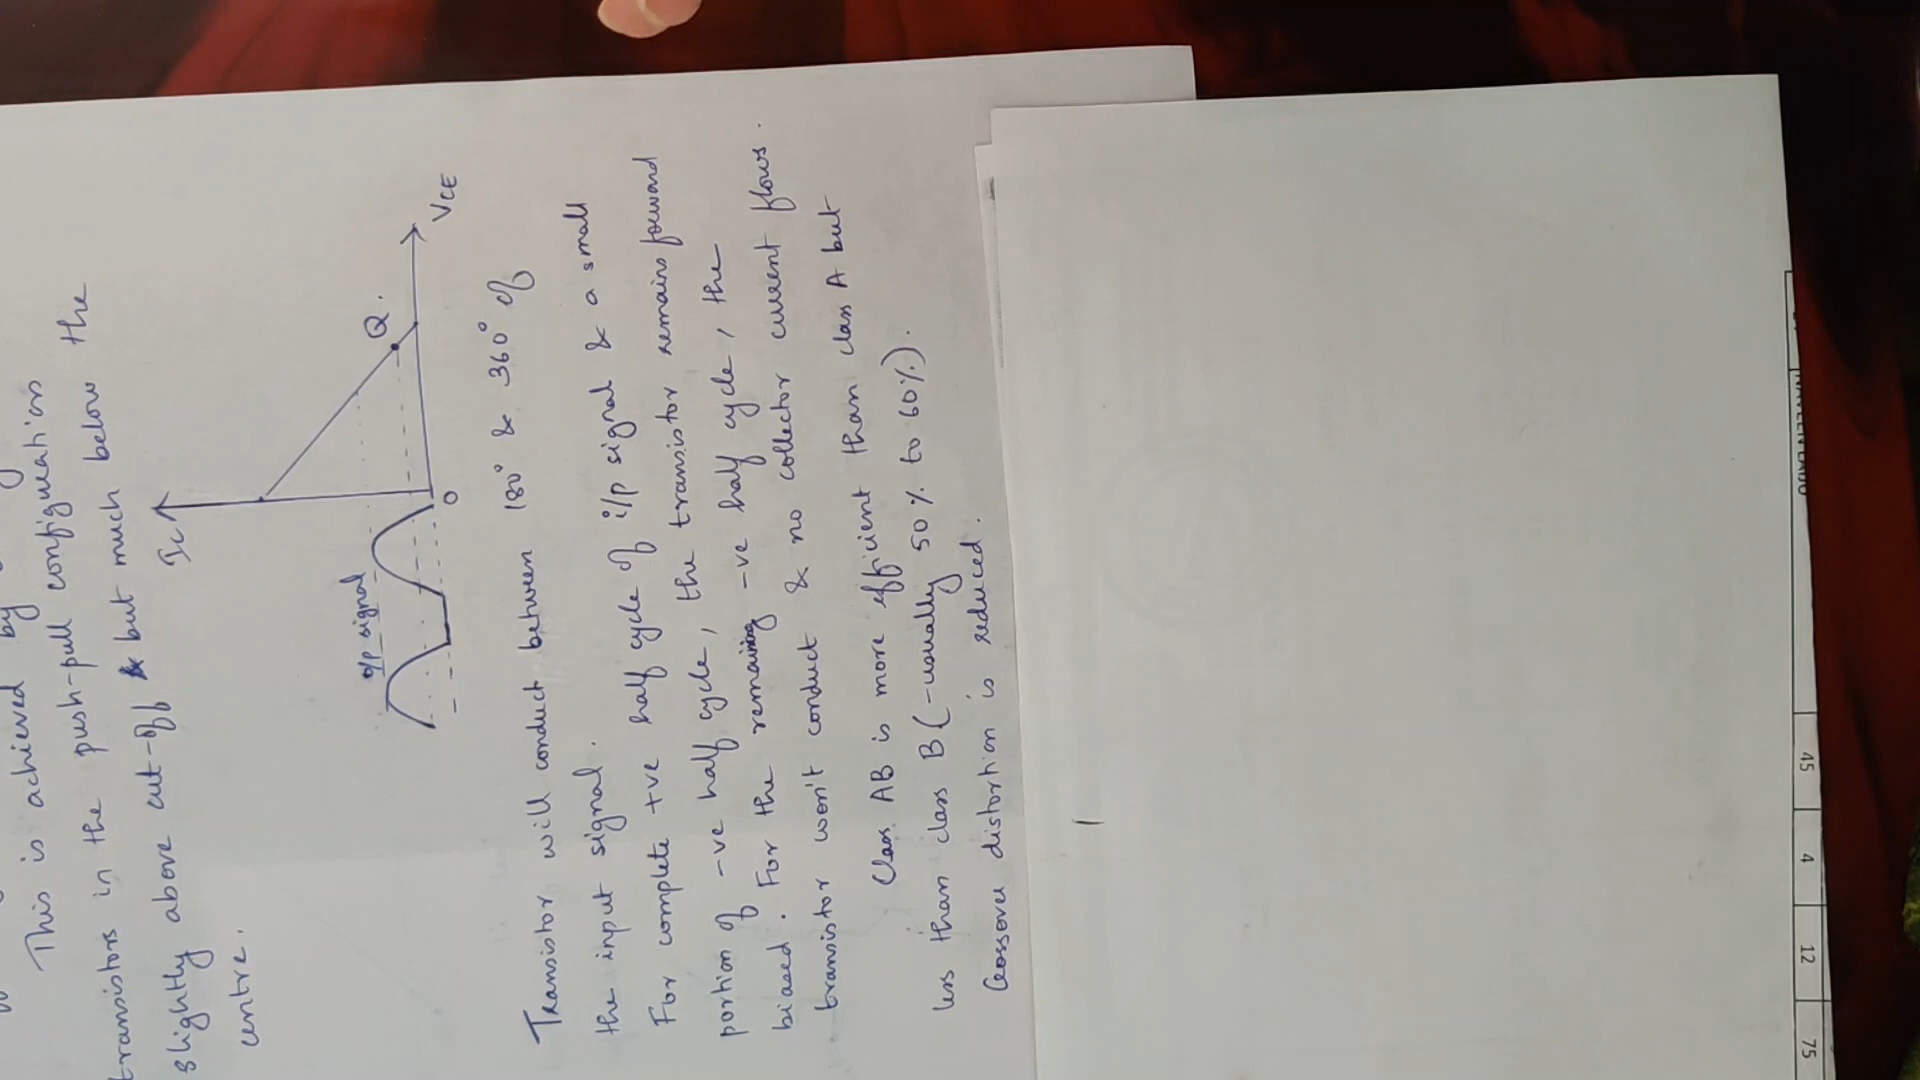 This is achieved by
transistors in the push-pull configuration
slightly above cut-off & but much below the
centre.
Ic
Q.
VCE
O
o/p signal
Transistor will conduct between 180° & 360° of
the input signal.
For complete +ve half cycle of i/p signal & a small
portion of -ve half cycle, the transistor remains forward
biased. For the remaining -ve half cycle, the
transistor won't conduct & no collector current flows.
Class AB is more efficient than class A but
less than class B (-usually 50% to 60%).
Crossover distortion is reduced.
45
4
12
75